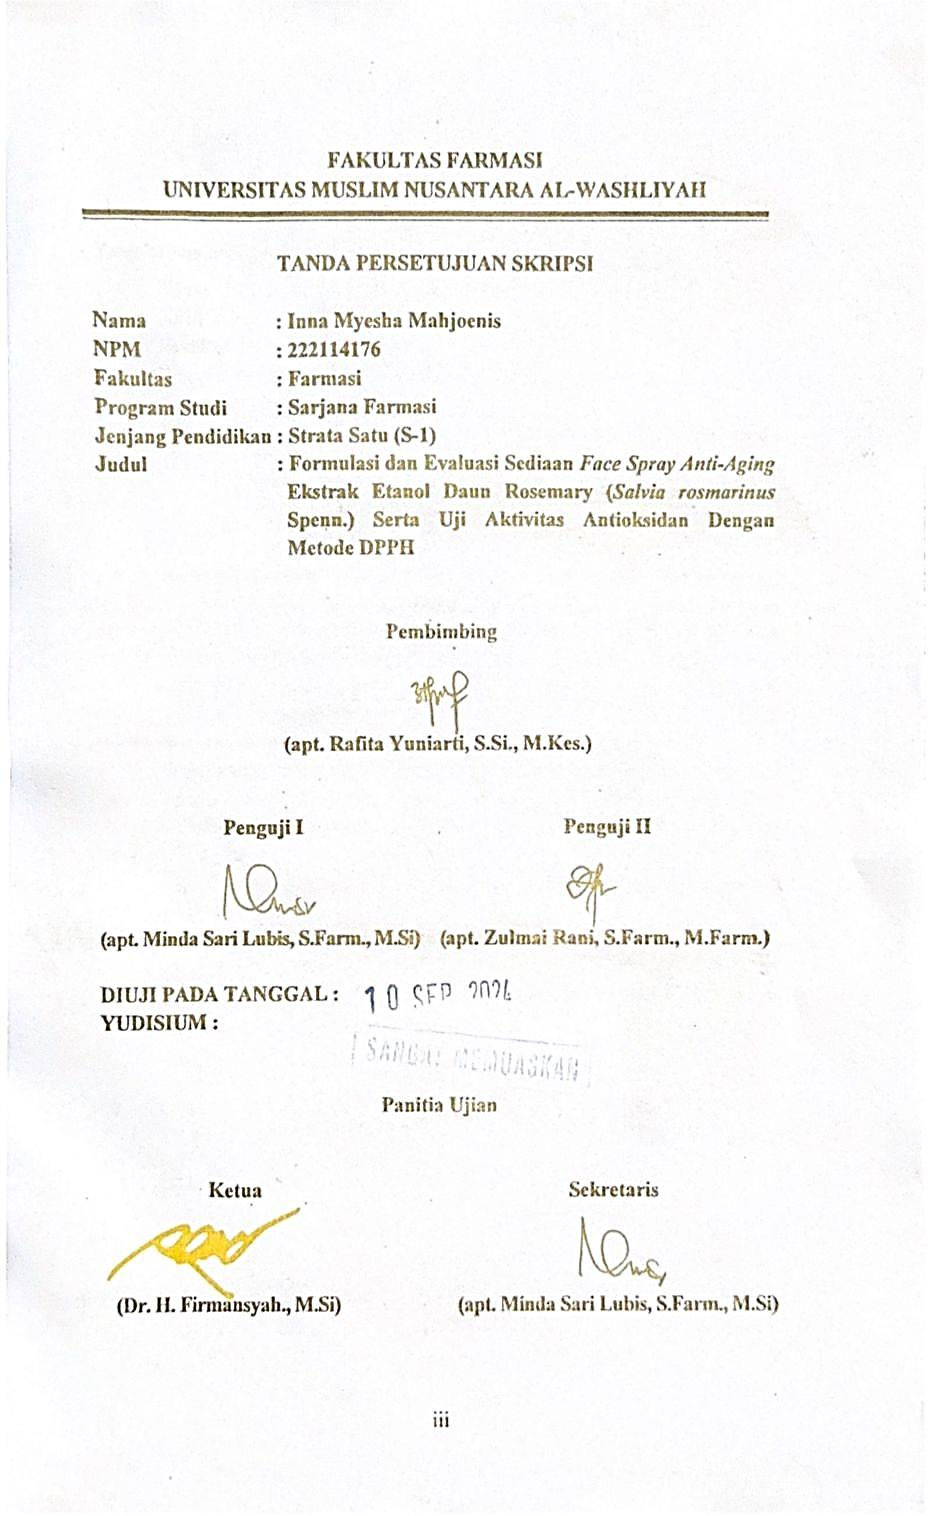 FAKULTAS FARMASI
UNIVERSITAS MUSLIM NUSANTARA AL-WASHLIYAH
TANDA PERSETUJUAN SKRIPSI
Nama : Inna Myesha Mahjoenis
NPM : 222114176
Fakultas : Farmasi
Program Studi : Sarjana Farmasi
Jenjang Pendidikan : Strata Satu (S-1)
Judul : Formulasi dan Evaluasi Sediaan Face Spray Anti-Aging
Ekstrak Etanol Daun Rosemary (Salvia rosmarinus
Spenn.) Serta Uji Aktivitas Antioksidan Dengan
Metode DPPH
Pembimbing
(apt. Rafita Yuniarti, S.Si., M.Kes.)
Penguji I Penguji II
(apt. Minda Sari Lubis, S.Farm., M.Si) (apt. Zulmai Rani, S.Farm., M.Farm.)
DIUJI PADA TANGGAL : 10 SEP 2024
YUDISIUM :
SANGAT MEMUASKAN
Panitia Ujian
Ketua Sekretaris
(Dr. H. Firmansyah., M.Si) (apt. Minda Sari Lubis, S.Farm., M.Si)
iii